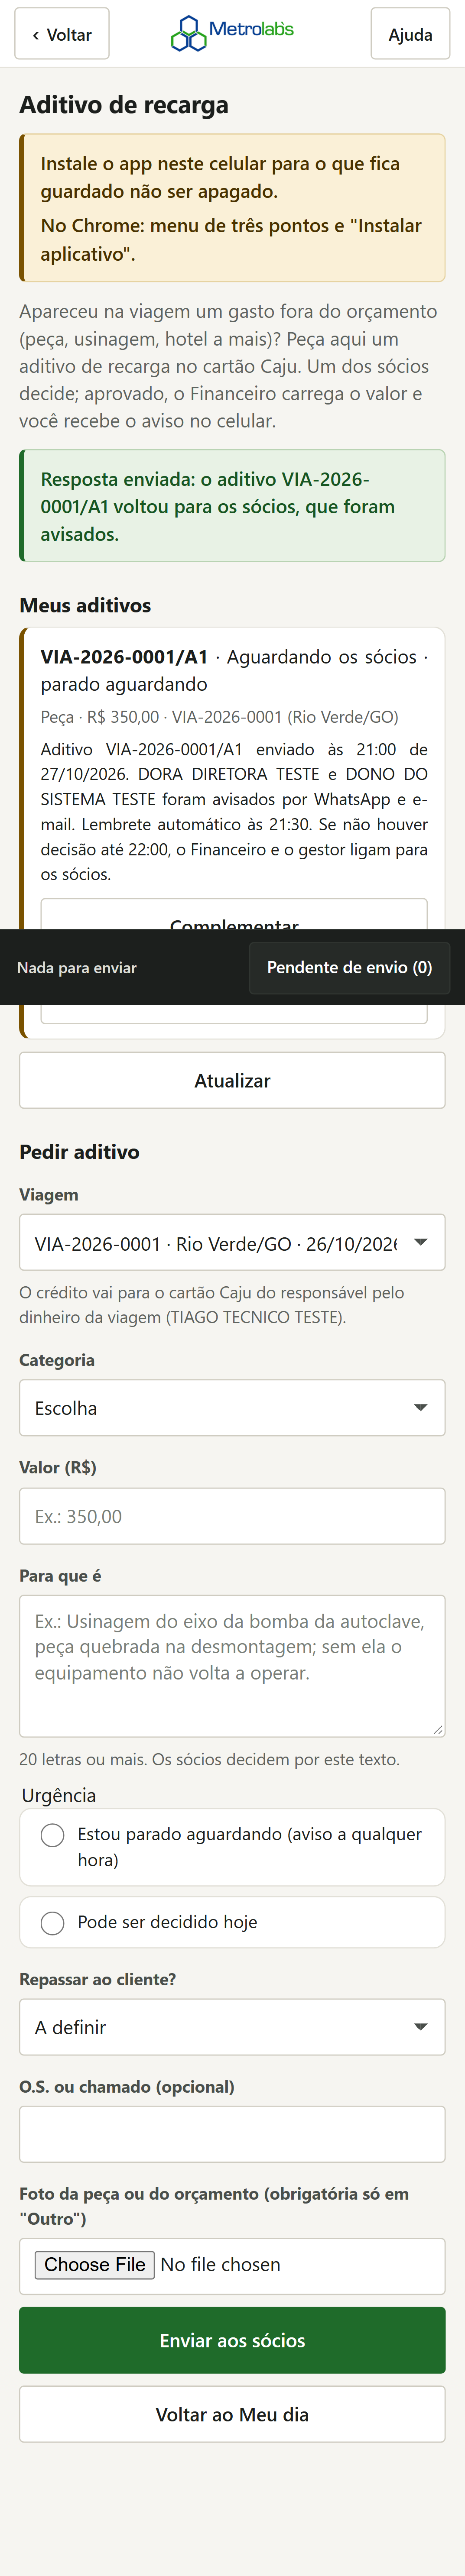 ‹ Voltar
Metrolabs
Ajuda
Aditivo de recarga
Instale o app neste celular para o que fica
guardado não ser apagado.
No Chrome: menu de três pontos e "Instalar
aplicativo".
Apareceu na viagem um gasto fora do orçamento
(peça, usinagem, hotel a mais)? Peça aqui um
aditivo de recarga no cartão Caju. Um dos sócios
decide; aprovado, o Financeiro carrega o valor e
você recebe o aviso no celular.
Resposta enviada: o aditivo VIA-2026-
0001/A1 voltou para os sócios, que foram
avisados.
Meus aditivos
VIA-2026-0001/A1 · Aguardando os sócios ·
parado aguardando
Peça · R$ 350,00 · VIA-2026-0001 (Rio Verde/GO)
Aditivo VIA-2026-0001/A1 enviado às 21:00 de
27/10/2026. DORA DIRETORA TESTE e DONO DO
SISTEMA TESTE foram avisados por WhatsApp e e-
mail. Lembrete automático às 21:30. Se não houver
decisão até 22:00, o Financeiro e o gestor ligam para
os sócios.
Complementar
Nada para enviar
Pendente de envio (0)
Atualizar
Pedir aditivo
Viagem
VIA-2026-0001 · Rio Verde/GO · 26/10/2026
O crédito vai para o cartão Caju do responsável pelo
dinheiro da viagem (TIAGO TECNICO TESTE).
Categoria
Escolha
Valor (R$)
Ex.: 350,00
Para que é
Ex.: Usinagem do eixo da bomba da autoclave,
peça quebrada na desmontagem; sem ela o
equipamento não volta a operar.
20 letras ou mais. Os sócios decidem por este texto.
Urgência
Estou parado aguardando (aviso a qualquer
hora)
Pode ser decidido hoje
Repassar ao cliente?
A definir
O.S. ou chamado (opcional)
Foto da peça ou do orçamento (obrigatória só em
"Outro")
Choose File No file chosen
Enviar aos sócios
Voltar ao Meu dia